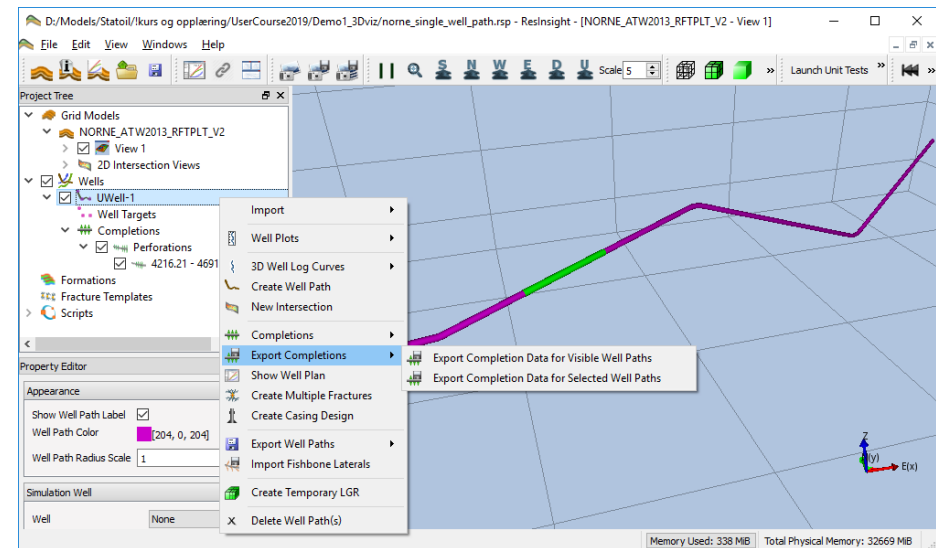 D:/Models/Statoil/!kurs og opplæring/UserCourse2019/Demo1_3Dviz/norne_single_well_path.rsp - ResInsight - [NORNE_ATW2013_RFTPLT_V2 - View 1]
File Edit View Windows Help
Scale 5 » Launch Unit Tests » »
Project Tree
Grid Models
NORNE_ATW2013_RFTPLT_V2
View 1
2D Intersection Views
Wells
UWell-1
Well Targets
Completions
Perforations
4216.21 - 4691
Formations
Fracture Templates
Scripts
Property Editor
Appearance
Show Well Path Label
Well Path Color [204, 0, 204]
Well Path Radius Scale 1
Simulation Well
Well None
Import
Well Plots
3D Well Log Curves
Create Well Path
New Intersection
Completions
Export Completions
Show Well Plan
Create Multiple Fractures
Create Casing Design
Export Well Paths
Import Fishbone Laterals
Create Temporary LGR
Delete Well Path(s)
Export Completion Data for Visible Well Paths
Export Completion Data for Selected Well Paths
Z
(y)
E(x)
Memory Used: 338 MiB Total Physical Memory: 32669 MiB